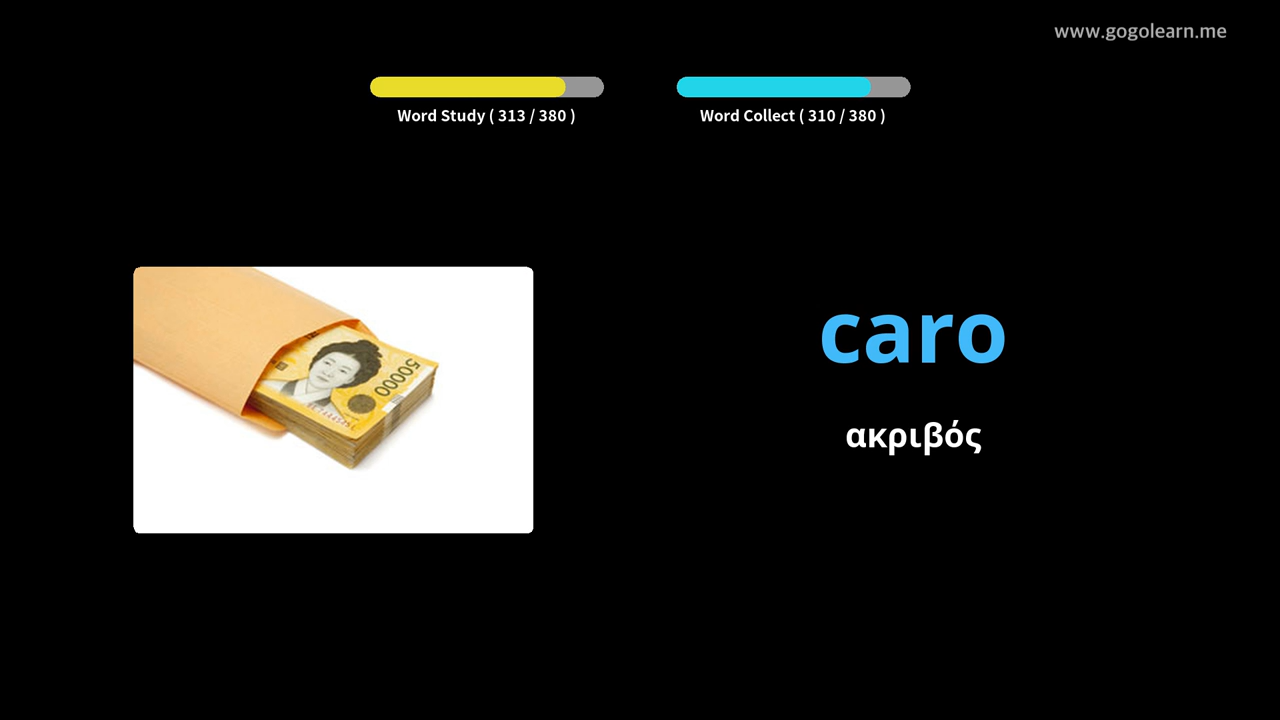 www.gogolearn.me
Word Study ( 313 / 380 )
Word Collect ( 310 / 380 )
50000
caro
ακριβός